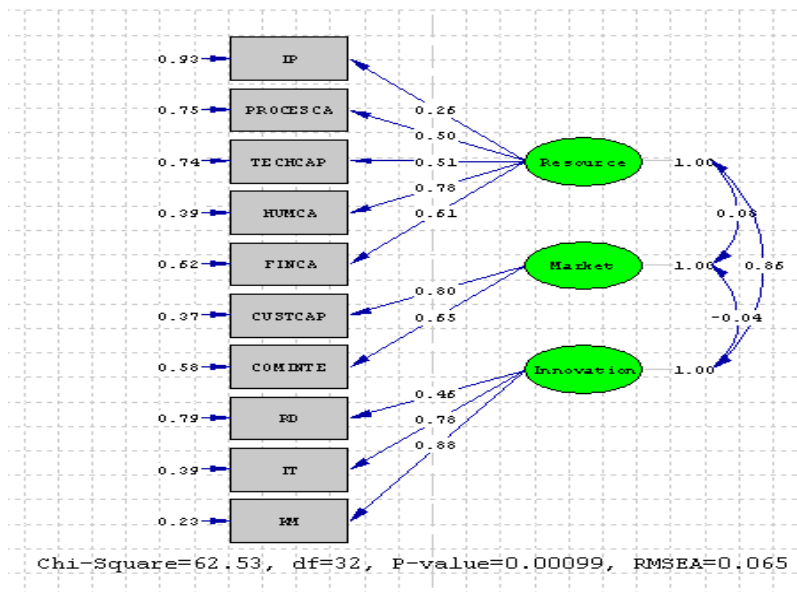 0.93 IP
0.75 PROCESCA 0.26
0.50
0.74 TECHCAP 0.51 Resource 1.00
0.78
0.39 HUMCA 0.61 0.08
0.62 FINCA Market 1.00 0.86
0.80
0.37 CUSTCAP 0.65 -0.04
0.58 COMINTE Innovation 1.00
0.46
0.79 RD 0.78
0.88
0.39 IT
0.23 KM
Chi-Square=62.53, df=32, P-value=0.00099, RMSEA=0.065